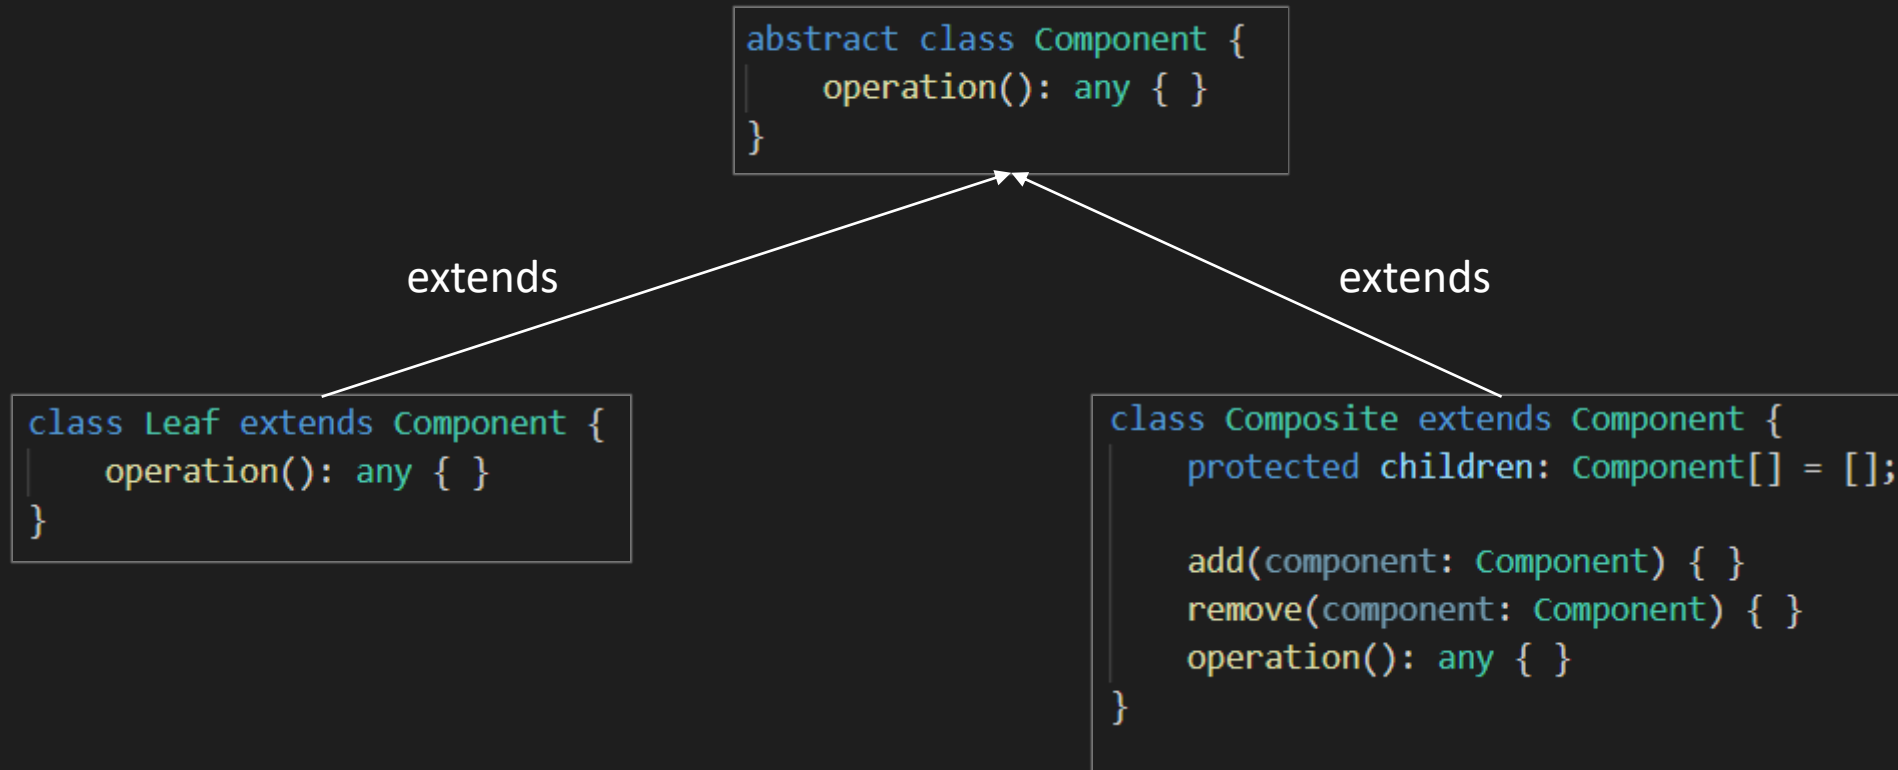 abstract class Component {
    operation(): any { }
}
extends
extends
class Leaf extends Component {
    operation(): any { }
}
class Composite extends Component {
    protected children: Component[] = [];

    add(component: Component) { }
    remove(component: Component) { }
    operation(): any { }
}